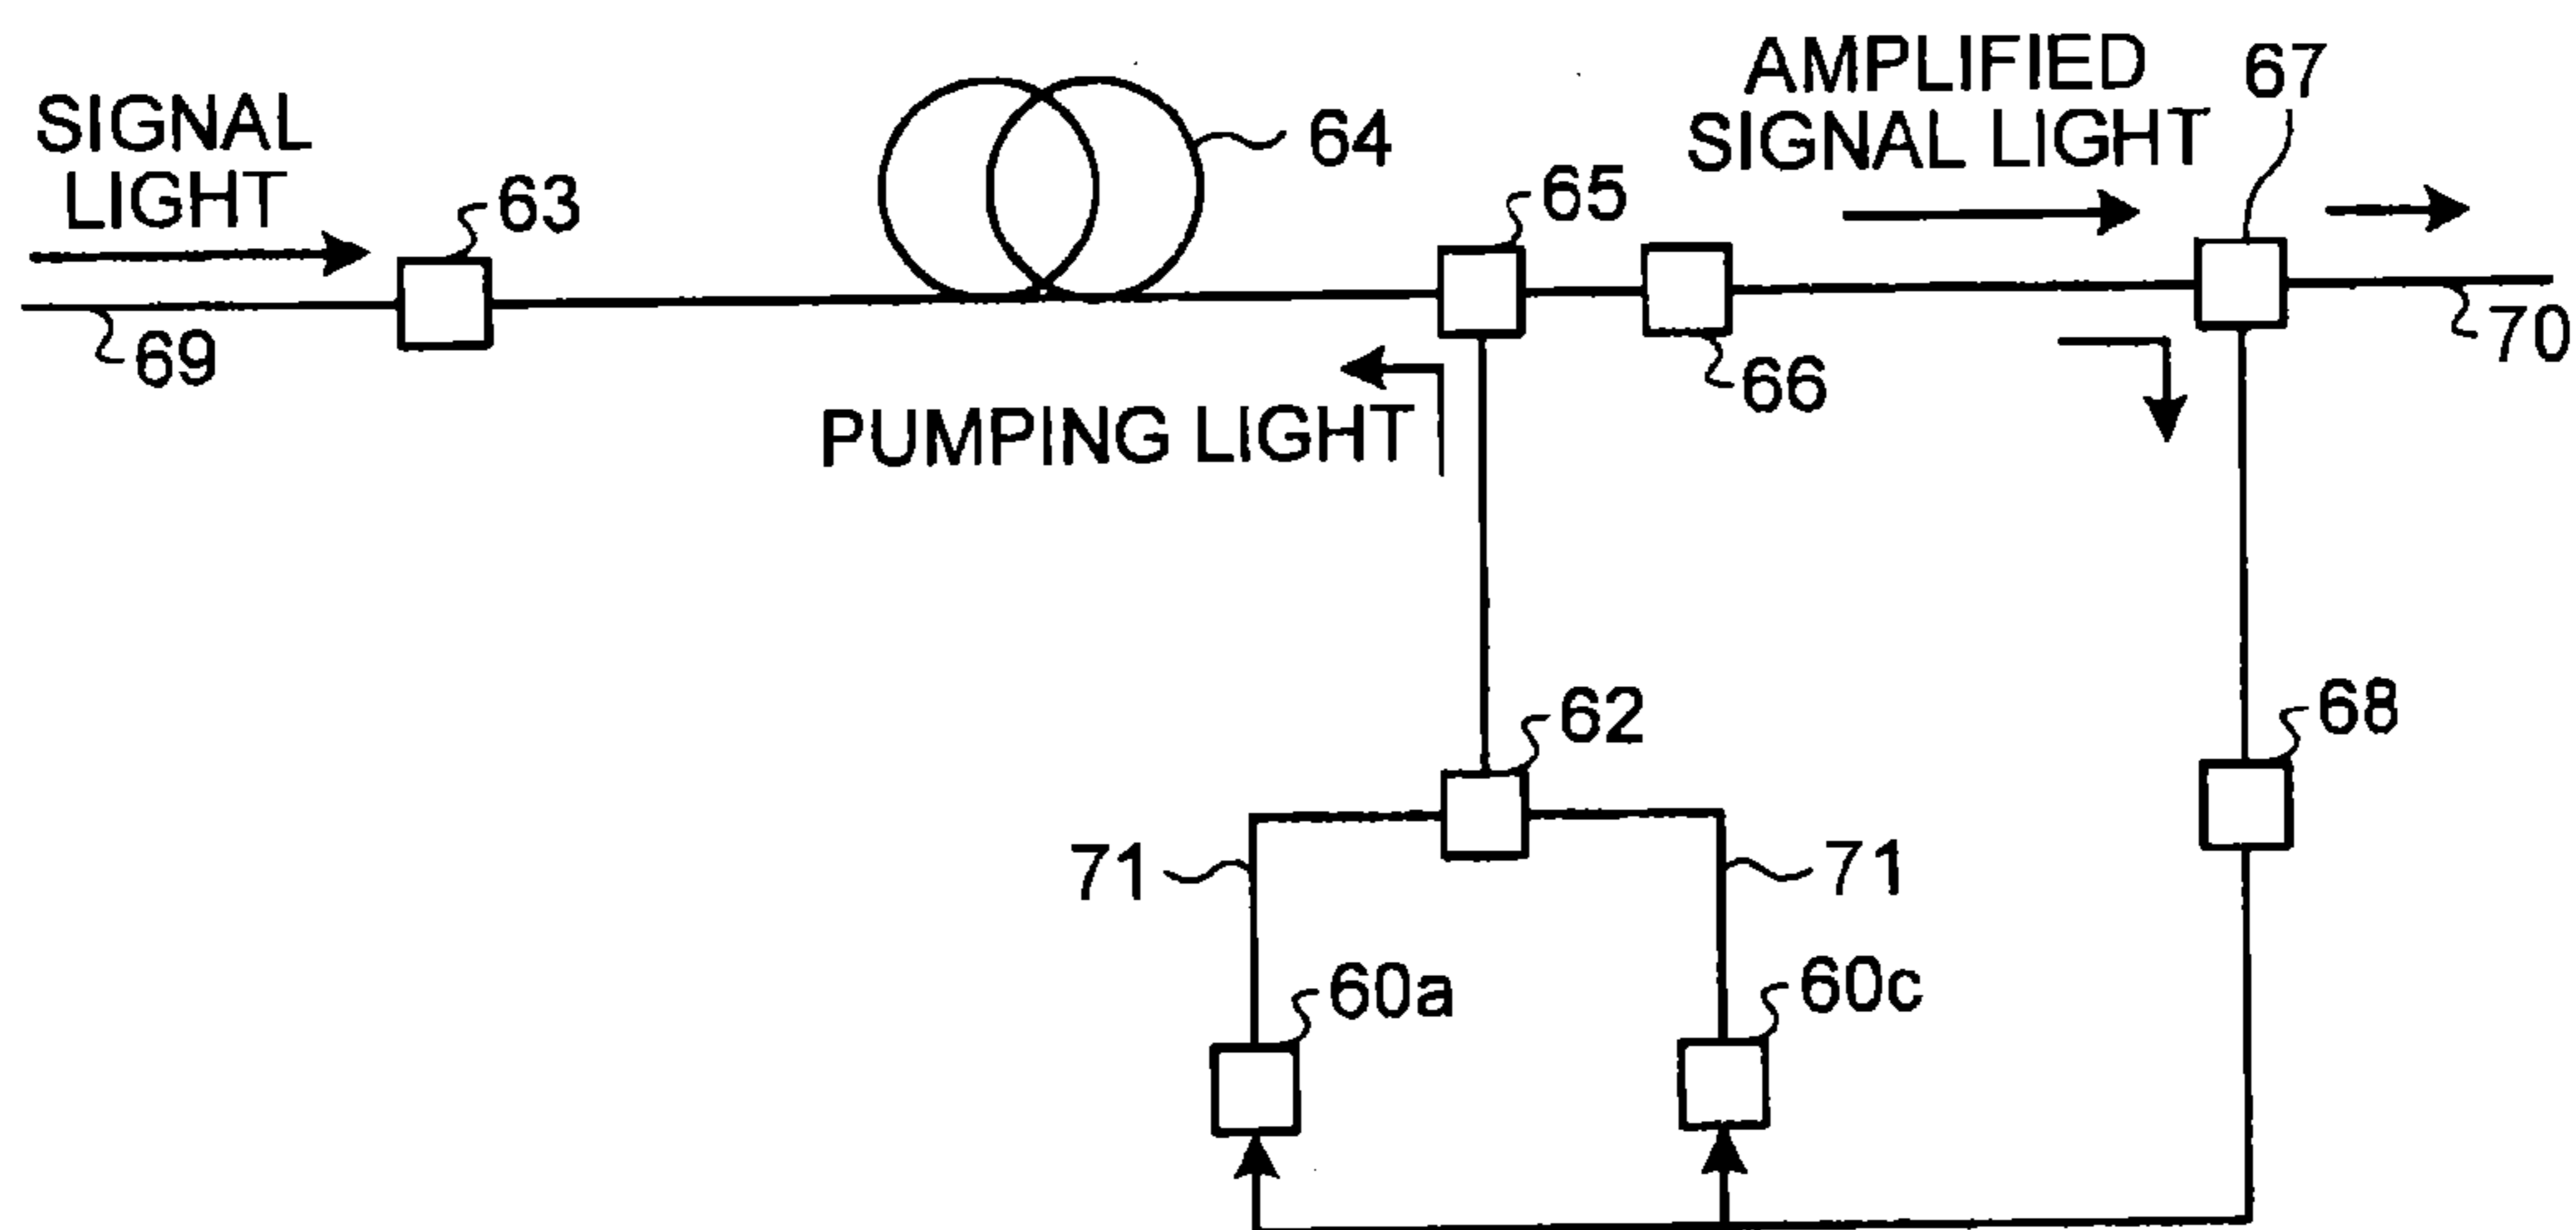 SIGNAL
LIGHT
69
63
64
65
66
AMPLIFIED
SIGNAL LIGHT
67
70
PUMPING LIGHT
62
68
71
71
60a
60c